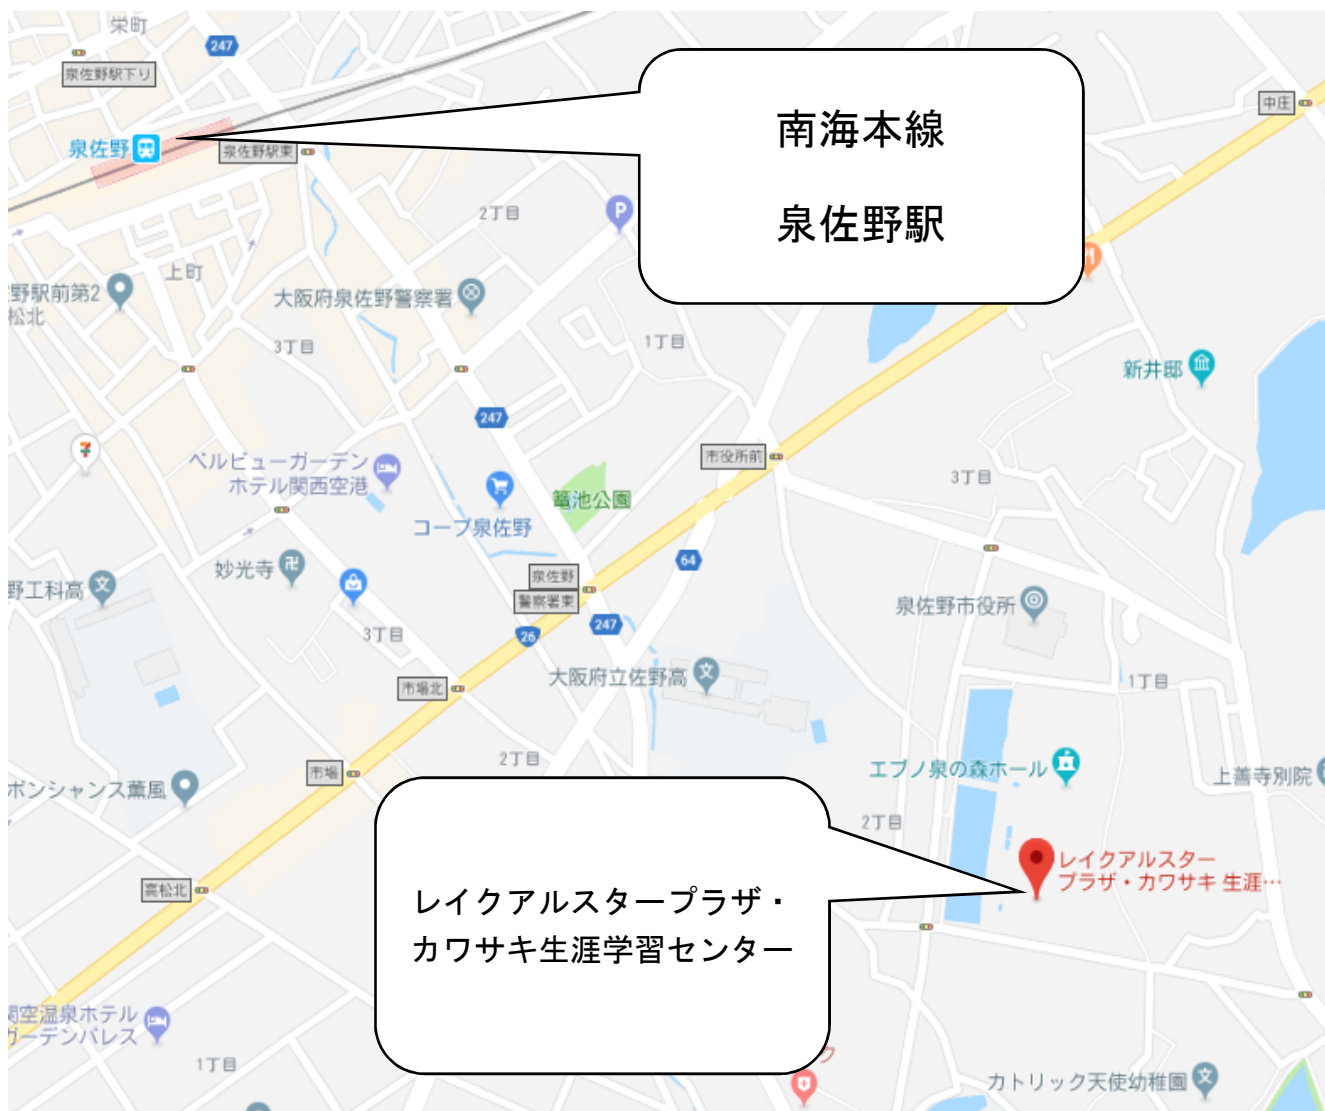 栄町
247
泉佐野駅下り
南海本線
泉佐野駅
中庄
泉佐野
泉佐野駅東
2丁目
P
上町
野駅前第2
松北
大阪府泉佐野警察署
3丁目
1丁目
新井邸
247
7
ベルビューガーデン
ホテル関西空港
市役所前
3丁目
コープ泉佐野
篭池公園
妙光寺
64
野工科高
泉佐野
警察署東
泉佐野市役所
26
247
3丁目
大阪府立佐野高
市場北
1丁目
2丁目
市場
エブノ泉の森ホール
上善寺別院
ボンシャンス薫風
2丁目
レイクアルスター
プラザ・カワサキ 生涯…
高松北
レイクアルスタープラザ・
カワサキ生涯学習センター
関空温泉ホテル
ガーデンパレス
1丁目
ク
カトリック天使幼稚園